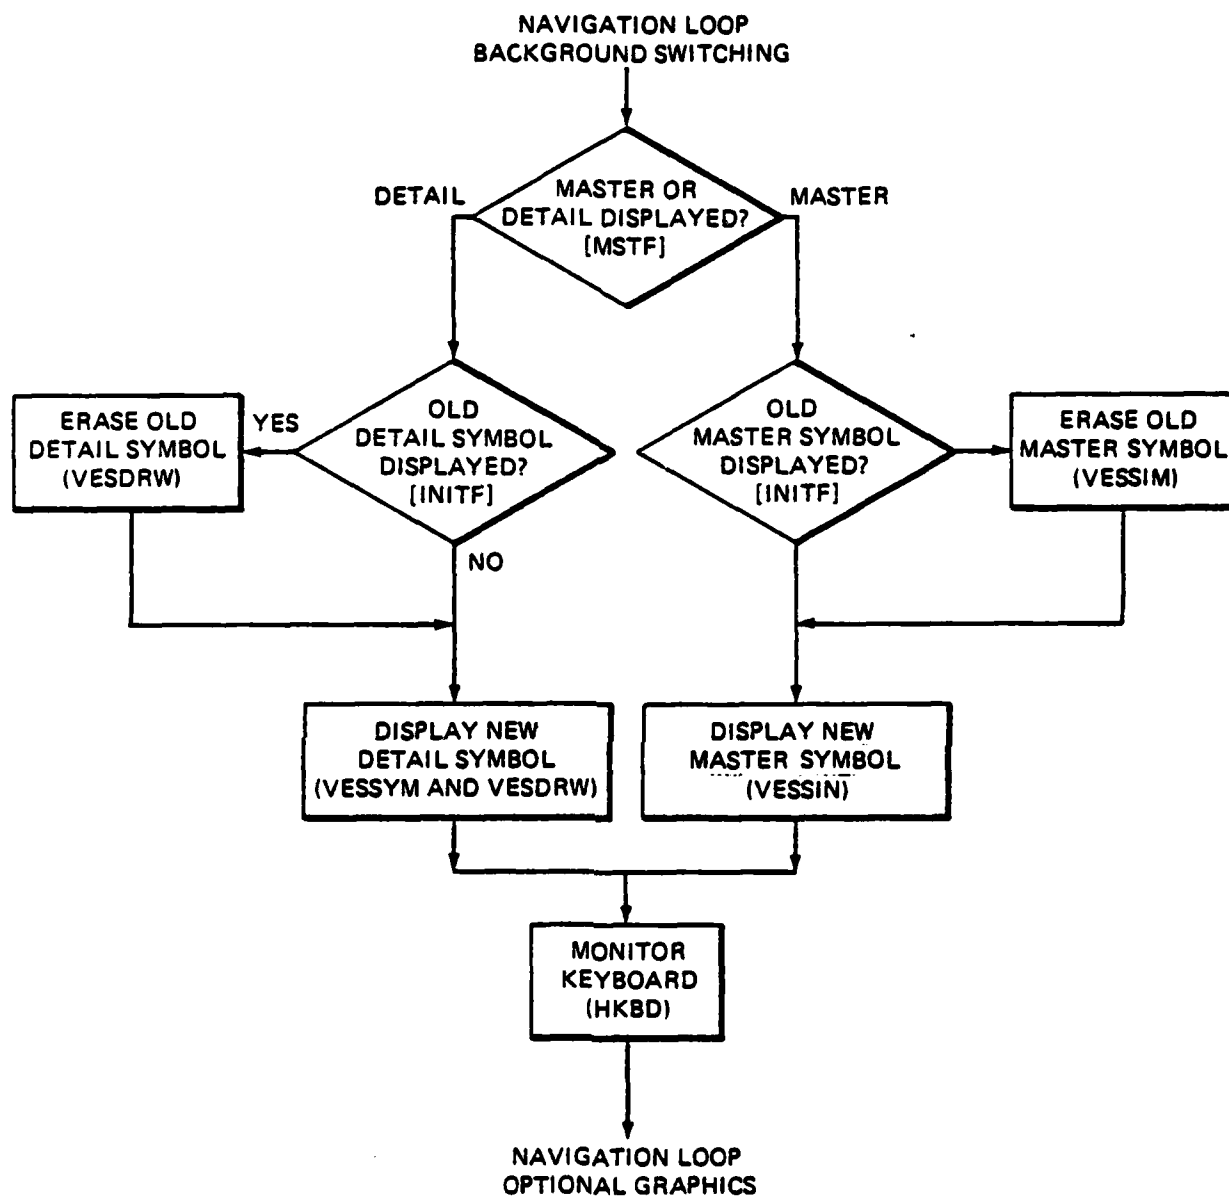 NAVIGATION LOOP
BACKGROUND SWITCHING
DETAIL
MASTER OR
DETAIL DISPLAYED?
[MSTF]
MASTER
ERASE OLD
DETAIL SYMBOL
(VESDRW)
YES
OLD
DETAIL SYMBOL
DISPLAYED?
[INITF]
NO
OLD
MASTER SYMBOL
DISPLAYED?
[INITF]
ERASE OLD
MASTER SYMBOL
(VESSIM)
DISPLAY NEW
DETAIL SYMBOL
(VESSYM AND VESDRW)
DISPLAY NEW
MASTER SYMBOL
(VESSIN)
MONITOR
KEYBOARD
(HKBD)
NAVIGATION LOOP
OPTIONAL GRAPHICS